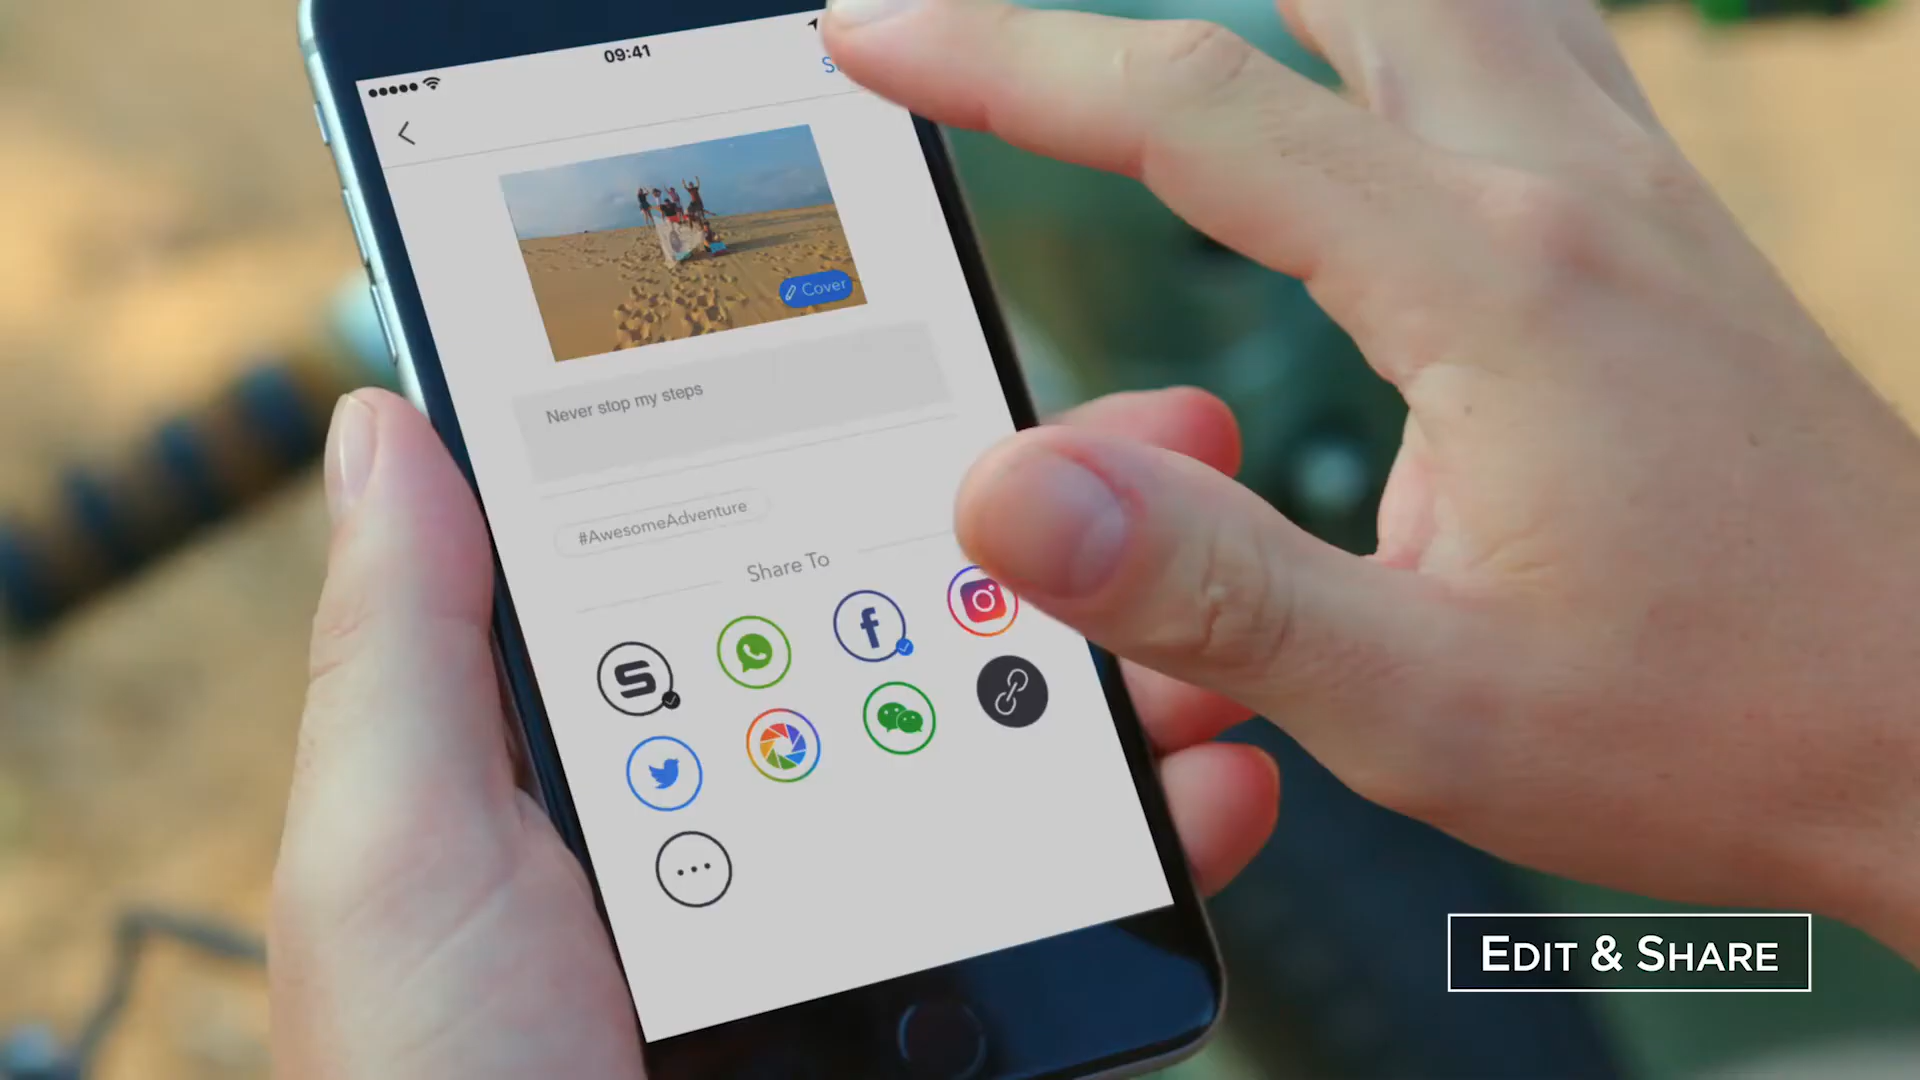 09:41
Cover
Never stop my steps
#AwesomeAdventure
Share To
EDIT & SHARE